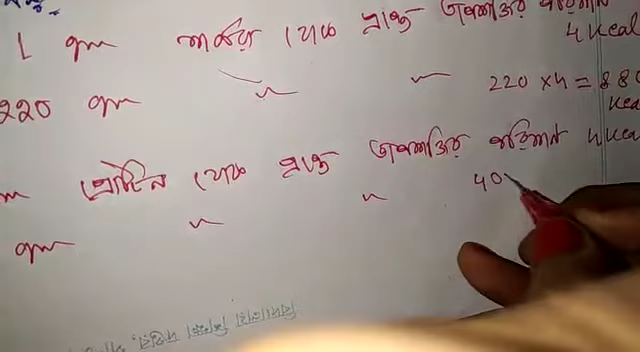 1 gm শর্করা থেকে প্রাপ্ত তাপশক্তির পরিমান 4 Kcal
220 gm " " 220 x 4 = 880 Kcal
m প্রোটিন থেকে প্রাপ্ত তাপশক্তির পরিমান 4 Kcal
gm " " 40